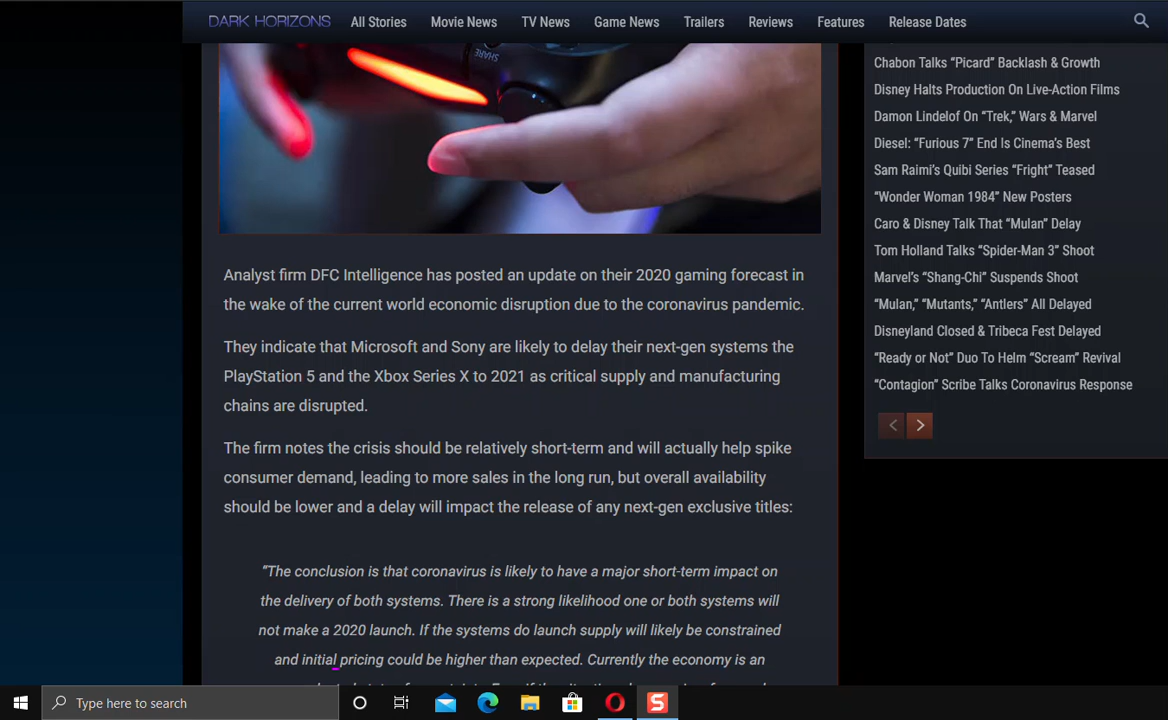 DARK HORIZONS All Stories Movie News TV News Game News Trailers Reviews Features Release Dates
SHARE
Analyst firm DFC Intelligence has posted an update on their 2020 gaming forecast in
the wake of the current world economic disruption due to the coronavirus pandemic.
They indicate that Microsoft and Sony are likely to delay their next-gen systems the
PlayStation 5 and the Xbox Series X to 2021 as critical supply and manufacturing
chains are disrupted.
The firm notes the crisis should be relatively short-term and will actually help spike
consumer demand, leading to more sales in the long run, but overall availability
should be lower and a delay will impact the release of any next-gen exclusive titles:
“The conclusion is that coronavirus is likely to have a major short-term impact on
the delivery of both systems. There is a strong likelihood one or both systems will
not make a 2020 launch. If the systems do launch supply will likely be constrained
and initial pricing could be higher than expected. Currently the economy is an
Chabon Talks “Picard” Backlash & Growth
Disney Halts Production On Live-Action Films
Damon Lindelof On “Trek,” Wars & Marvel
Diesel: “Furious 7” End Is Cinema’s Best
Sam Raimi’s Quibi Series “Fright” Teased
“Wonder Woman 1984” New Posters
Caro & Disney Talk That “Mulan” Delay
Tom Holland Talks “Spider-Man 3” Shoot
Marvel’s “Shang-Chi” Suspends Shoot
“Mulan,” “Mutants,” “Antlers” All Delayed
Disneyland Closed & Tribeca Fest Delayed
“Ready or Not” Duo To Helm “Scream” Revival
“Contagion” Scribe Talks Coronavirus Response
Type here to search